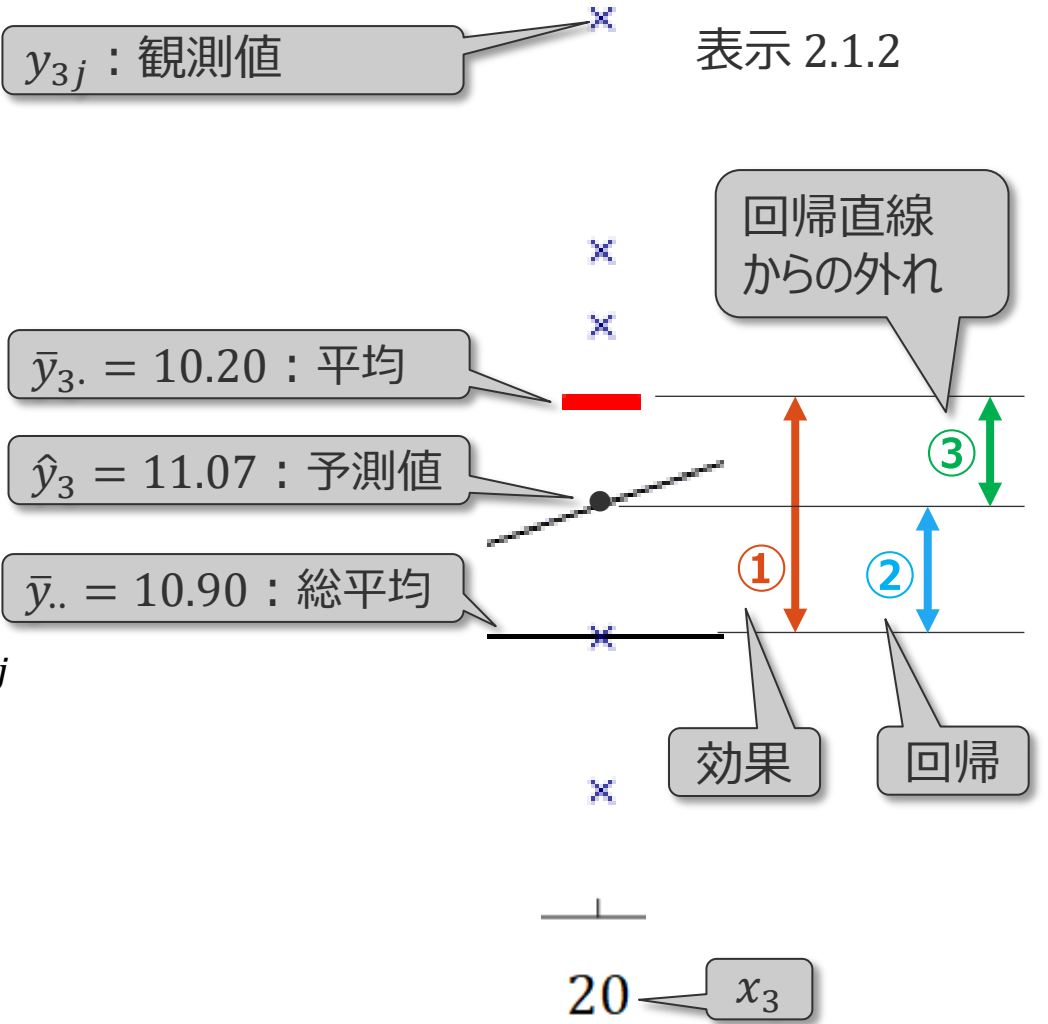 y₃ⱼ：観測値
表示 2.1.2
回帰直線
からの外れ
ȳ₃. = 10.20：平均
③
ŷ₃ = 11.07：予測値
①
②
ȳ.. = 10.90：総平均
j
効果
回帰
20
x₃